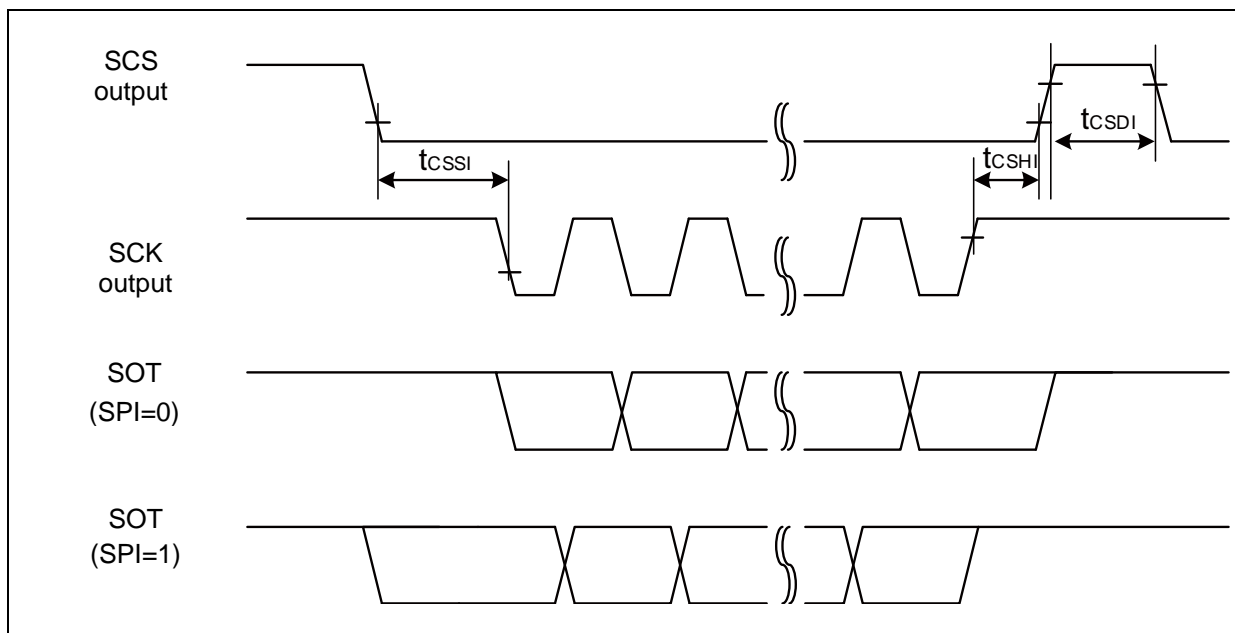 SCS
output
tCSSI
tCSHI
tCSDI
SCK
output
SOT
(SPI=0)
SOT
(SPI=1)